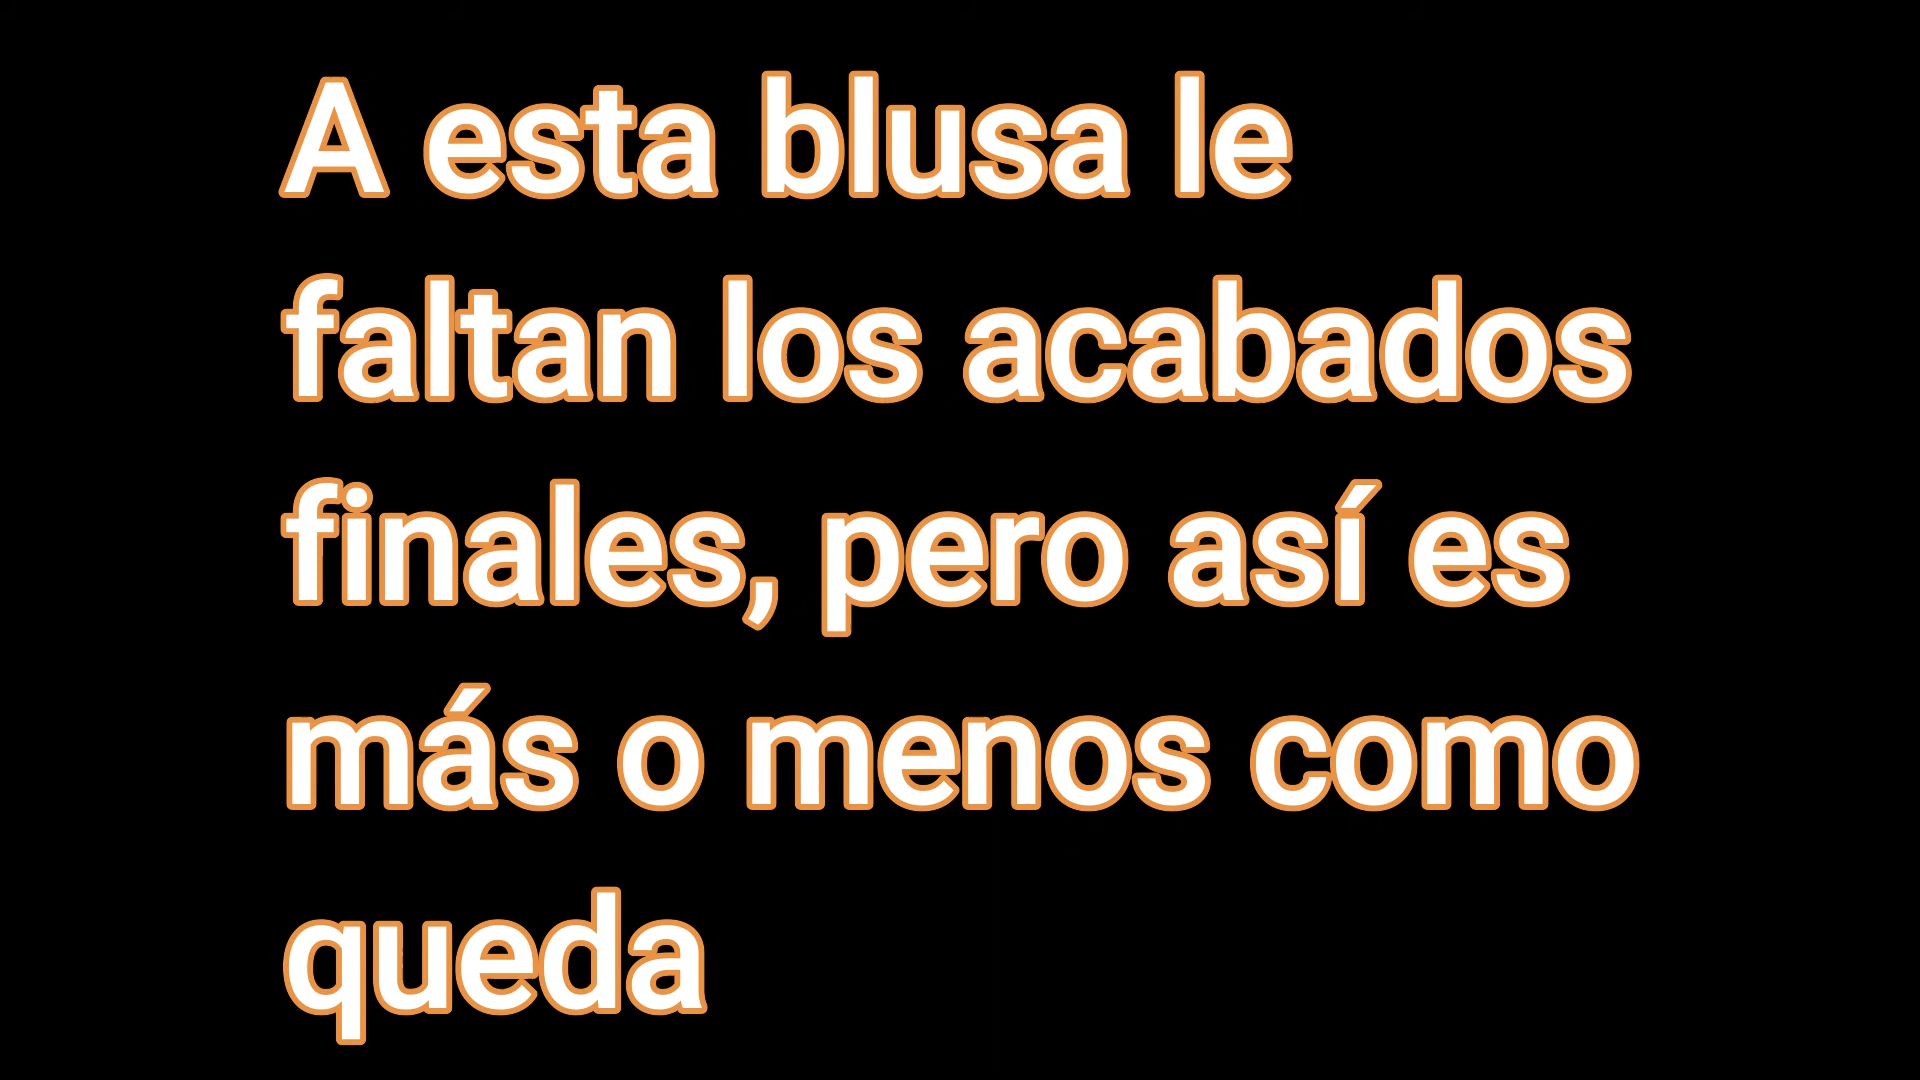 A esta blusa le
faltan los acabados
finales, pero así es
más o menos como
queda